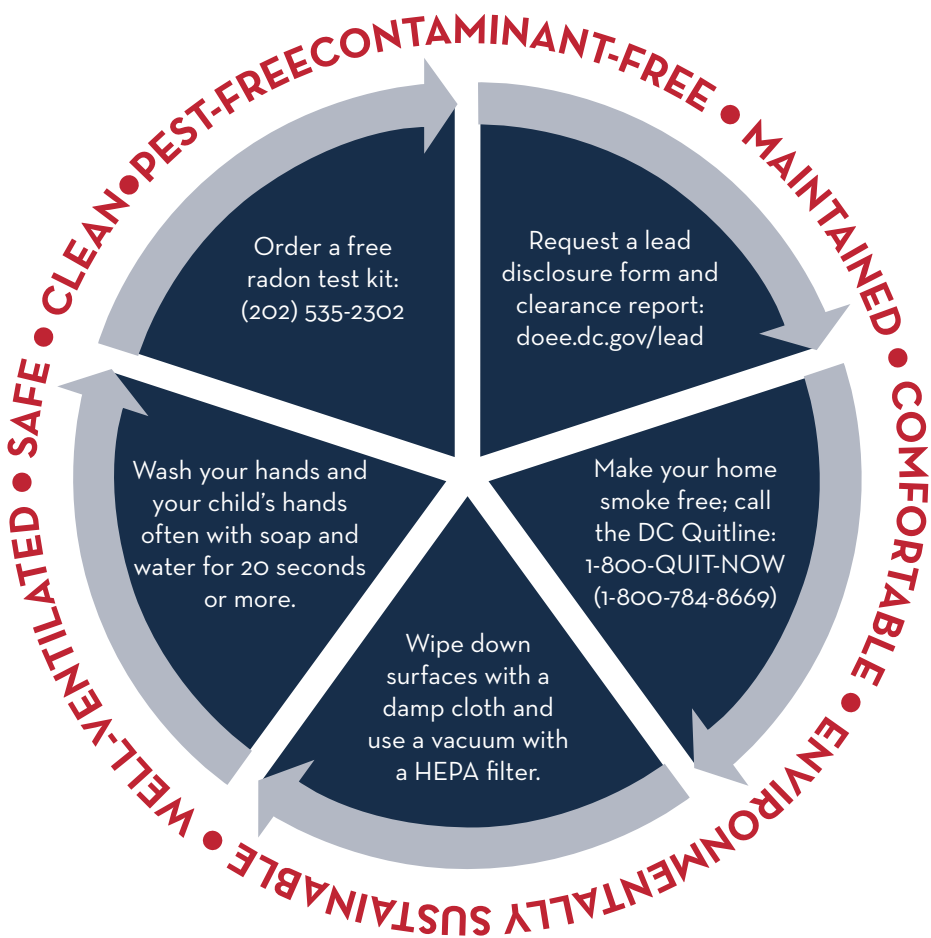 CONTAMINANT-FREE • MAINTAINED • COMFORTABLE • ENVIRONMENTALLY SUSTAINABLE • WELL-VENTILATED • SAFE • CLEAN•PEST-FREE
Request a lead
disclosure form and
clearance report:
doee.dc.gov/lead
Make your home
smoke free; call
the DC Quitline:
1-800-QUIT-NOW
(1-800-784-8669)
Wipe down
surfaces with a
damp cloth and
use a vacuum with
a HEPA filter.
Wash your hands and
your child's hands
often with soap and
water for 20 seconds
or more.
Order a free
radon test kit:
(202) 535-2302